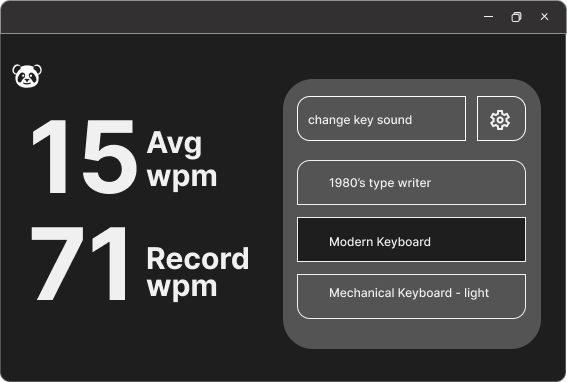 15 Avg
wpm
71 Record
wpm
change key sound
1980's type writer
Modern Keyboard
Mechanical Keyboard - light